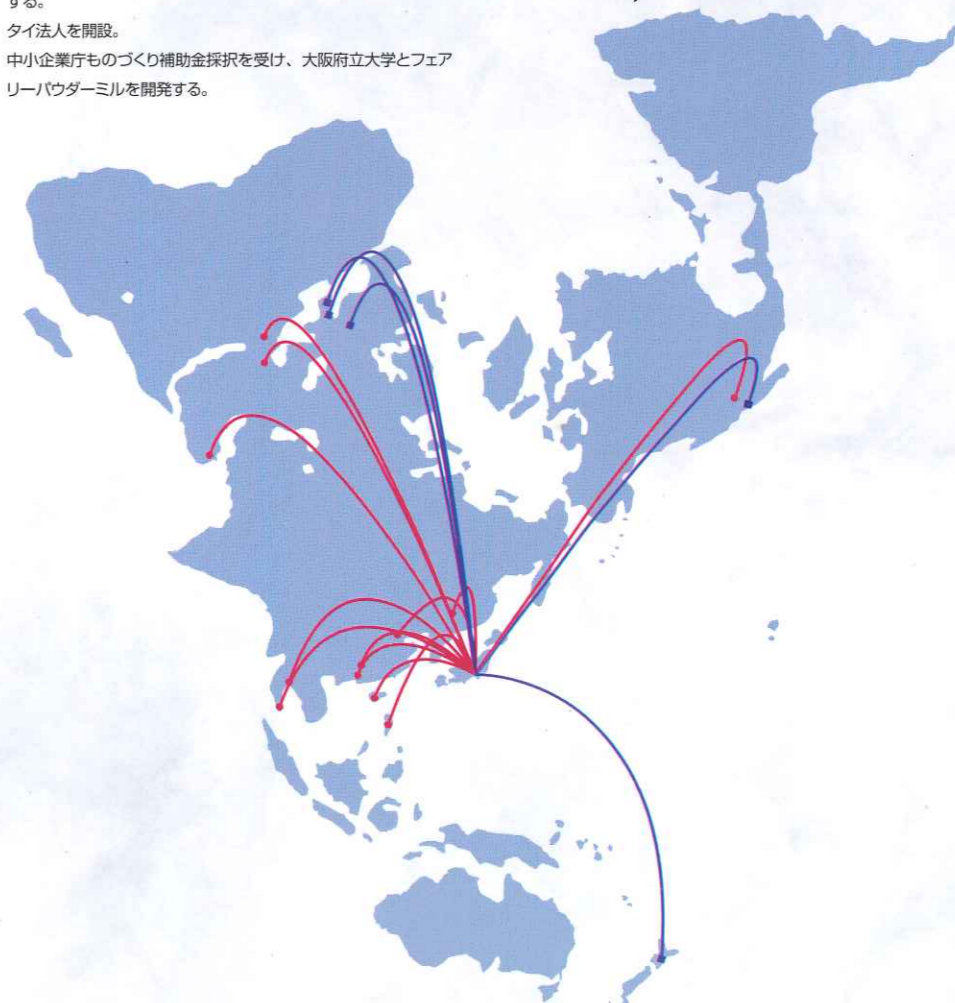 する。
タイ法人を開設。
中小企業庁ものづくり補助金採択を受け、大阪府立大学とフェア
リーパウダーミルを開発する。